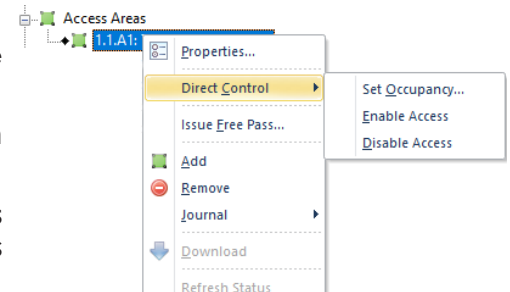 Access Areas
1.1.A1:
Properties...
Direct Control
Set Occupancy...
Enable Access
Disable Access
Issue Free Pass...
Add
Remove
Journal
Download
Refresh Status